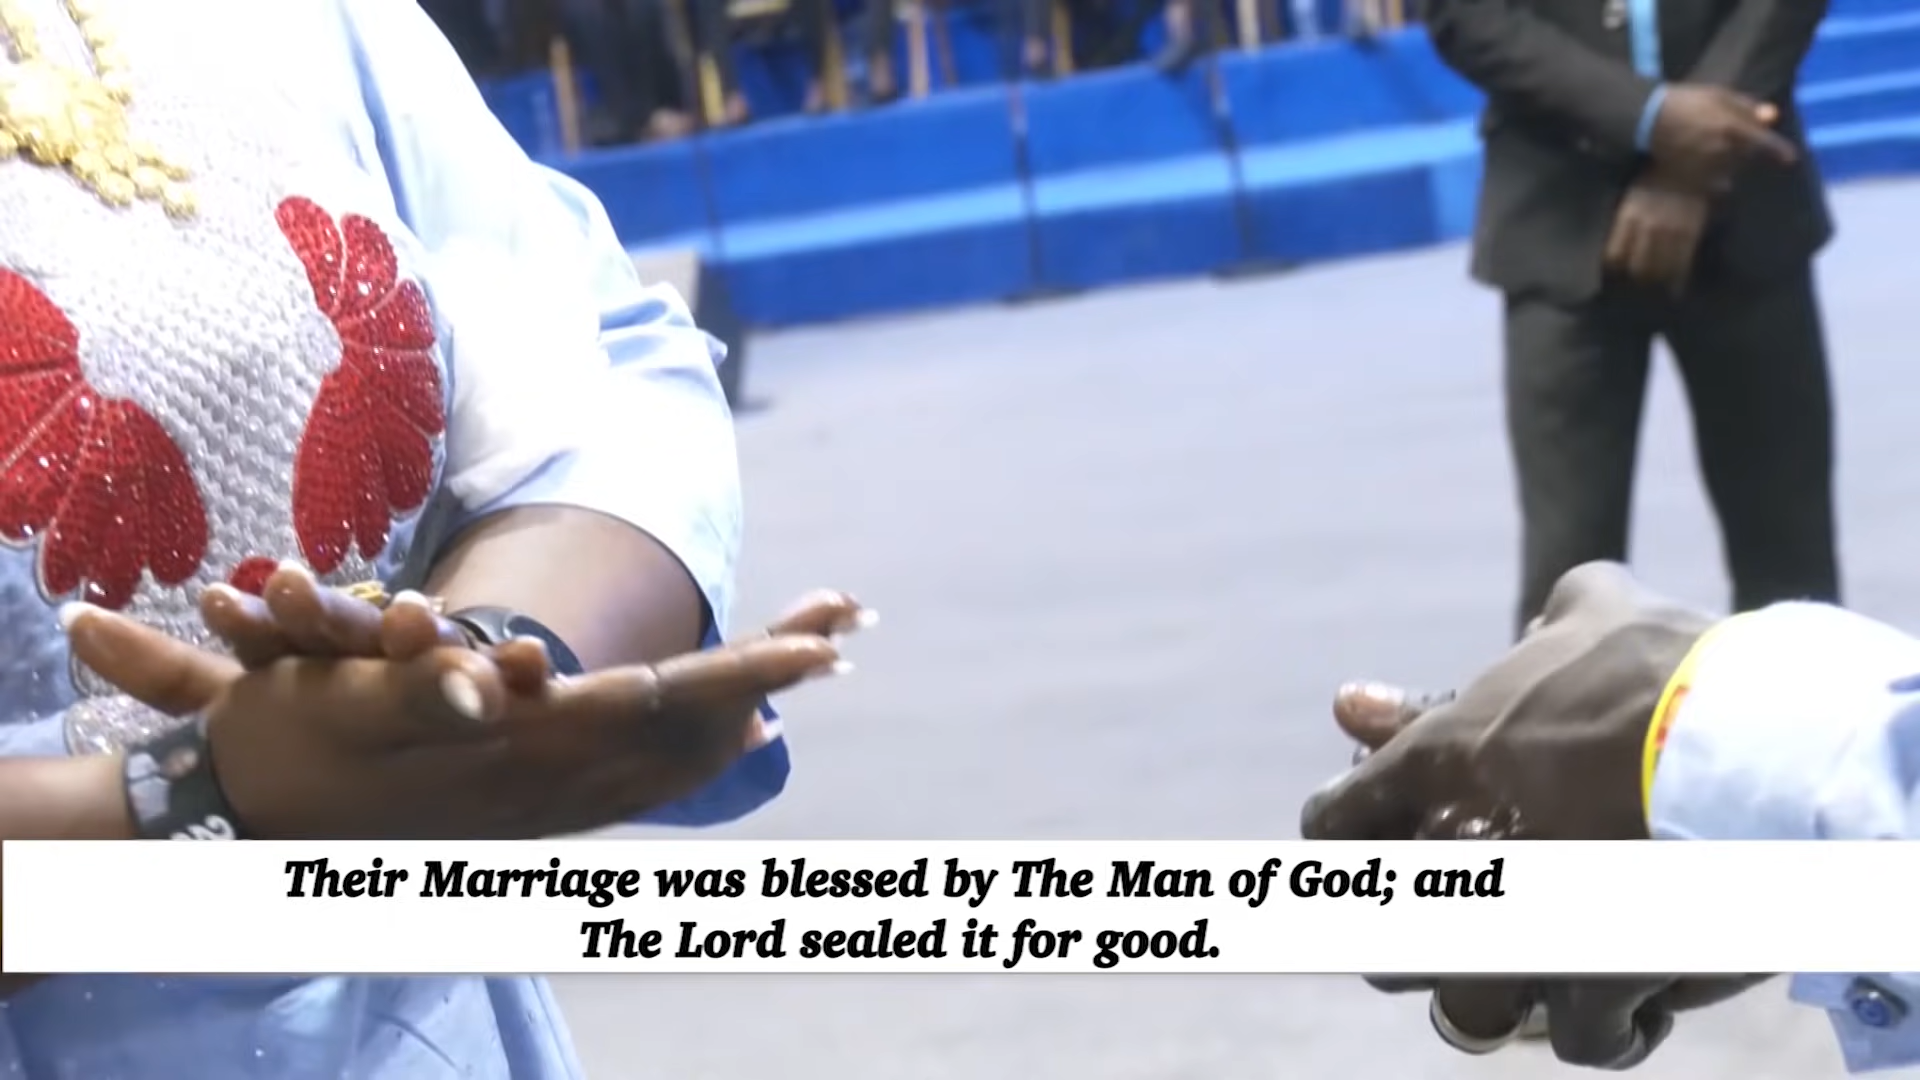 Their Marriage was blessed by The Man of God; and
The Lord sealed it for good.